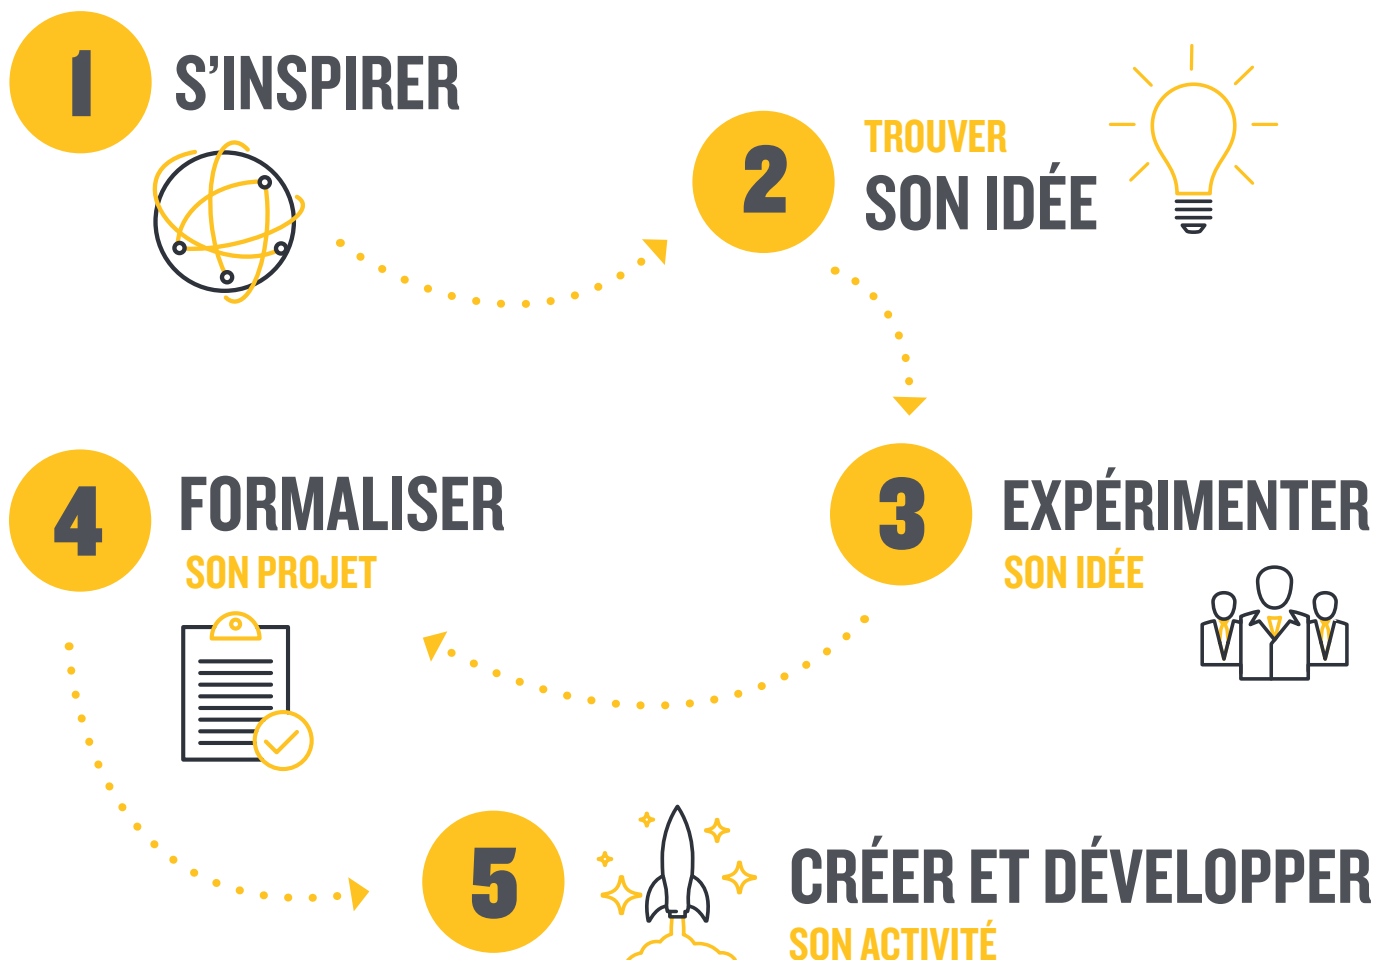 1
S’INSPIRER
2
TROUVER
SON IDÉE
3
EXPÉRIMENTER
SON IDÉE
4
FORMALISER
SON PROJET
5
CRÉER ET DÉVELOPPER
SON ACTIVITÉ